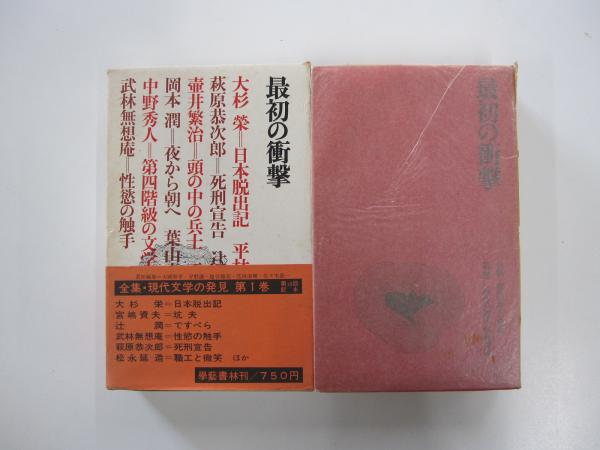 最初の衝撃
大杉 榮＝日本脱出記 平
萩原恭次郎＝死刑宣告 辻
壷井繁治＝頭の中の兵士
岡本 潤＝夜から朝へ 葉山
中野秀人＝第四階級の文学
武林無想庵＝性慾の触手
全集・現代文学の発見 第1巻
大杉 栄＝日本脱出記
宮嶋資夫＝坑夫
辻 潤＝ですぺら
武林無想庵＝性慾の触手
萩原恭次郎＝死刑宣告
松永延造＝職工と微笑 ほか
學藝書林刊／750円
最初の衝撃